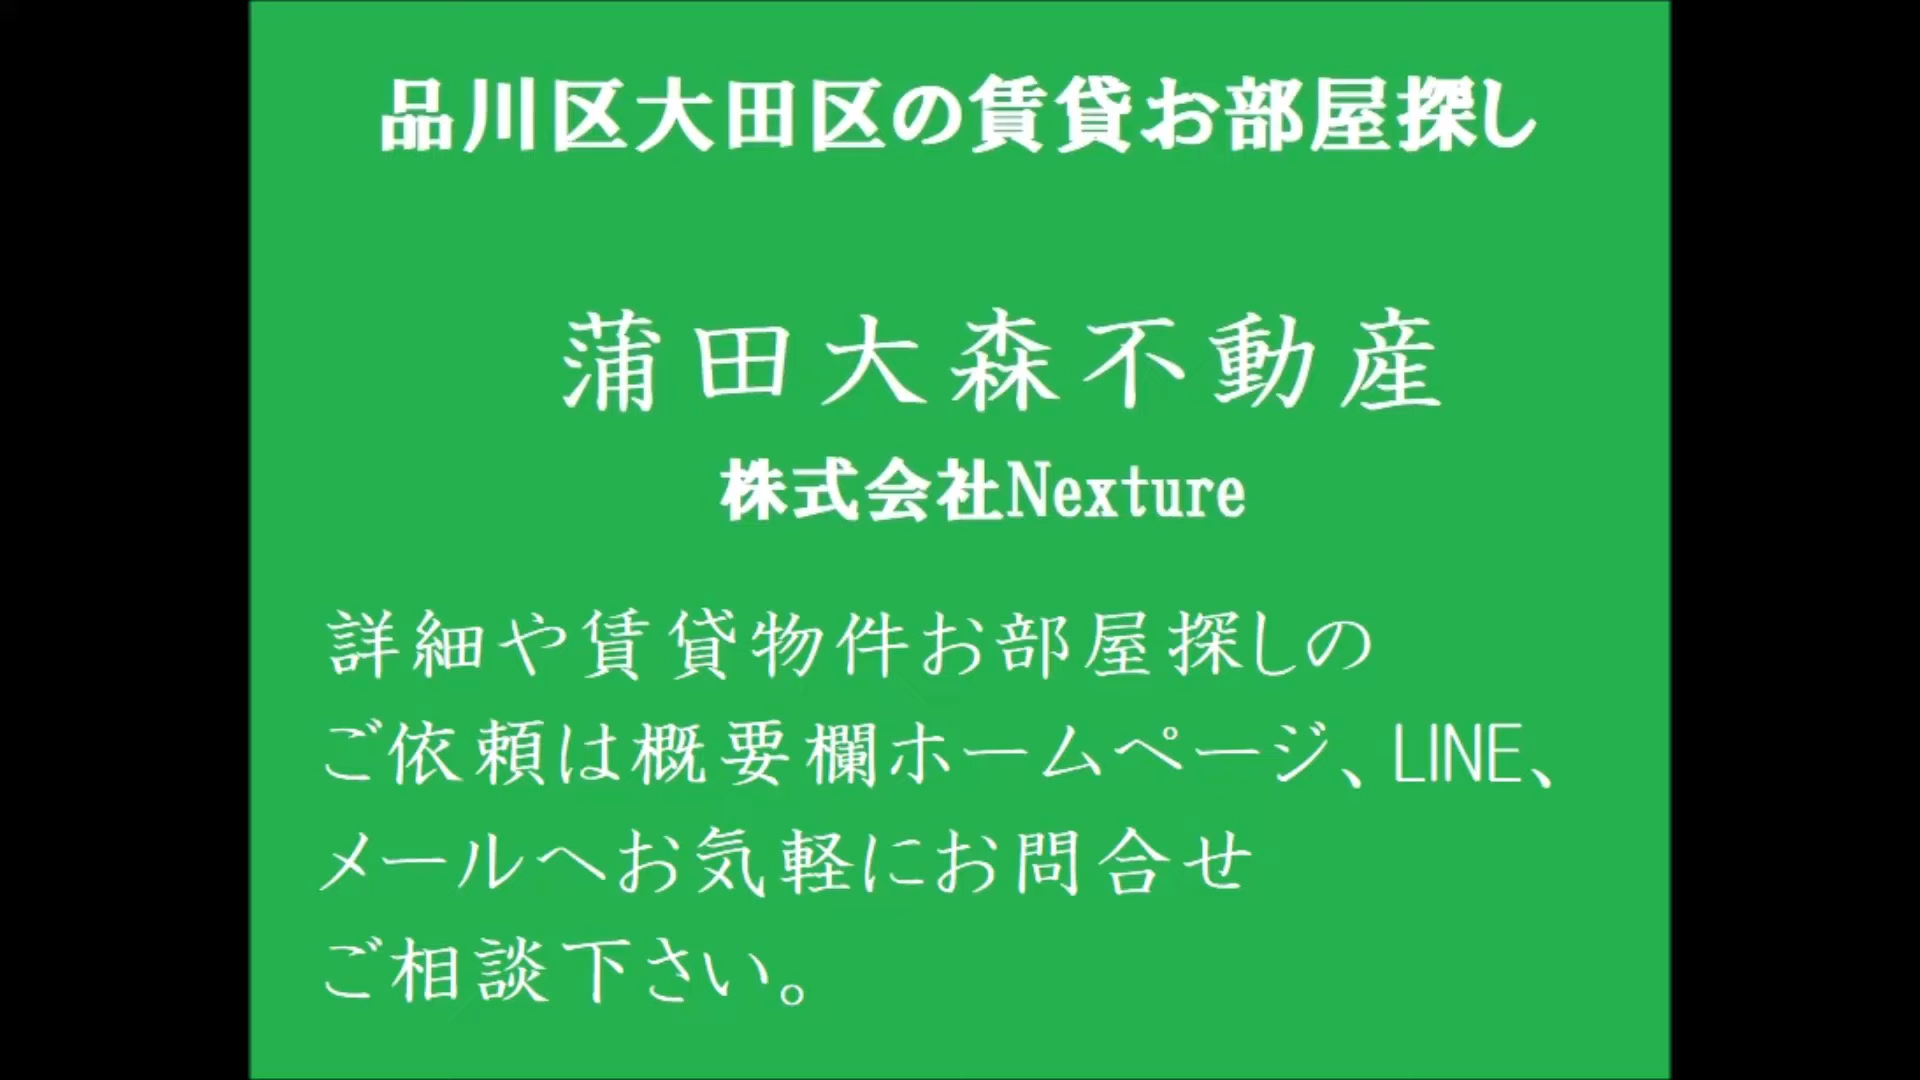 品川区大田区の賃貸お部屋探し
蒲田大森不動産
株式会社Nexture
詳細や賃貸物件お部屋探しの
ご依頼は概要欄ホームページ、LINE、
メールへお気軽にお問合せ
ご相談下さい。